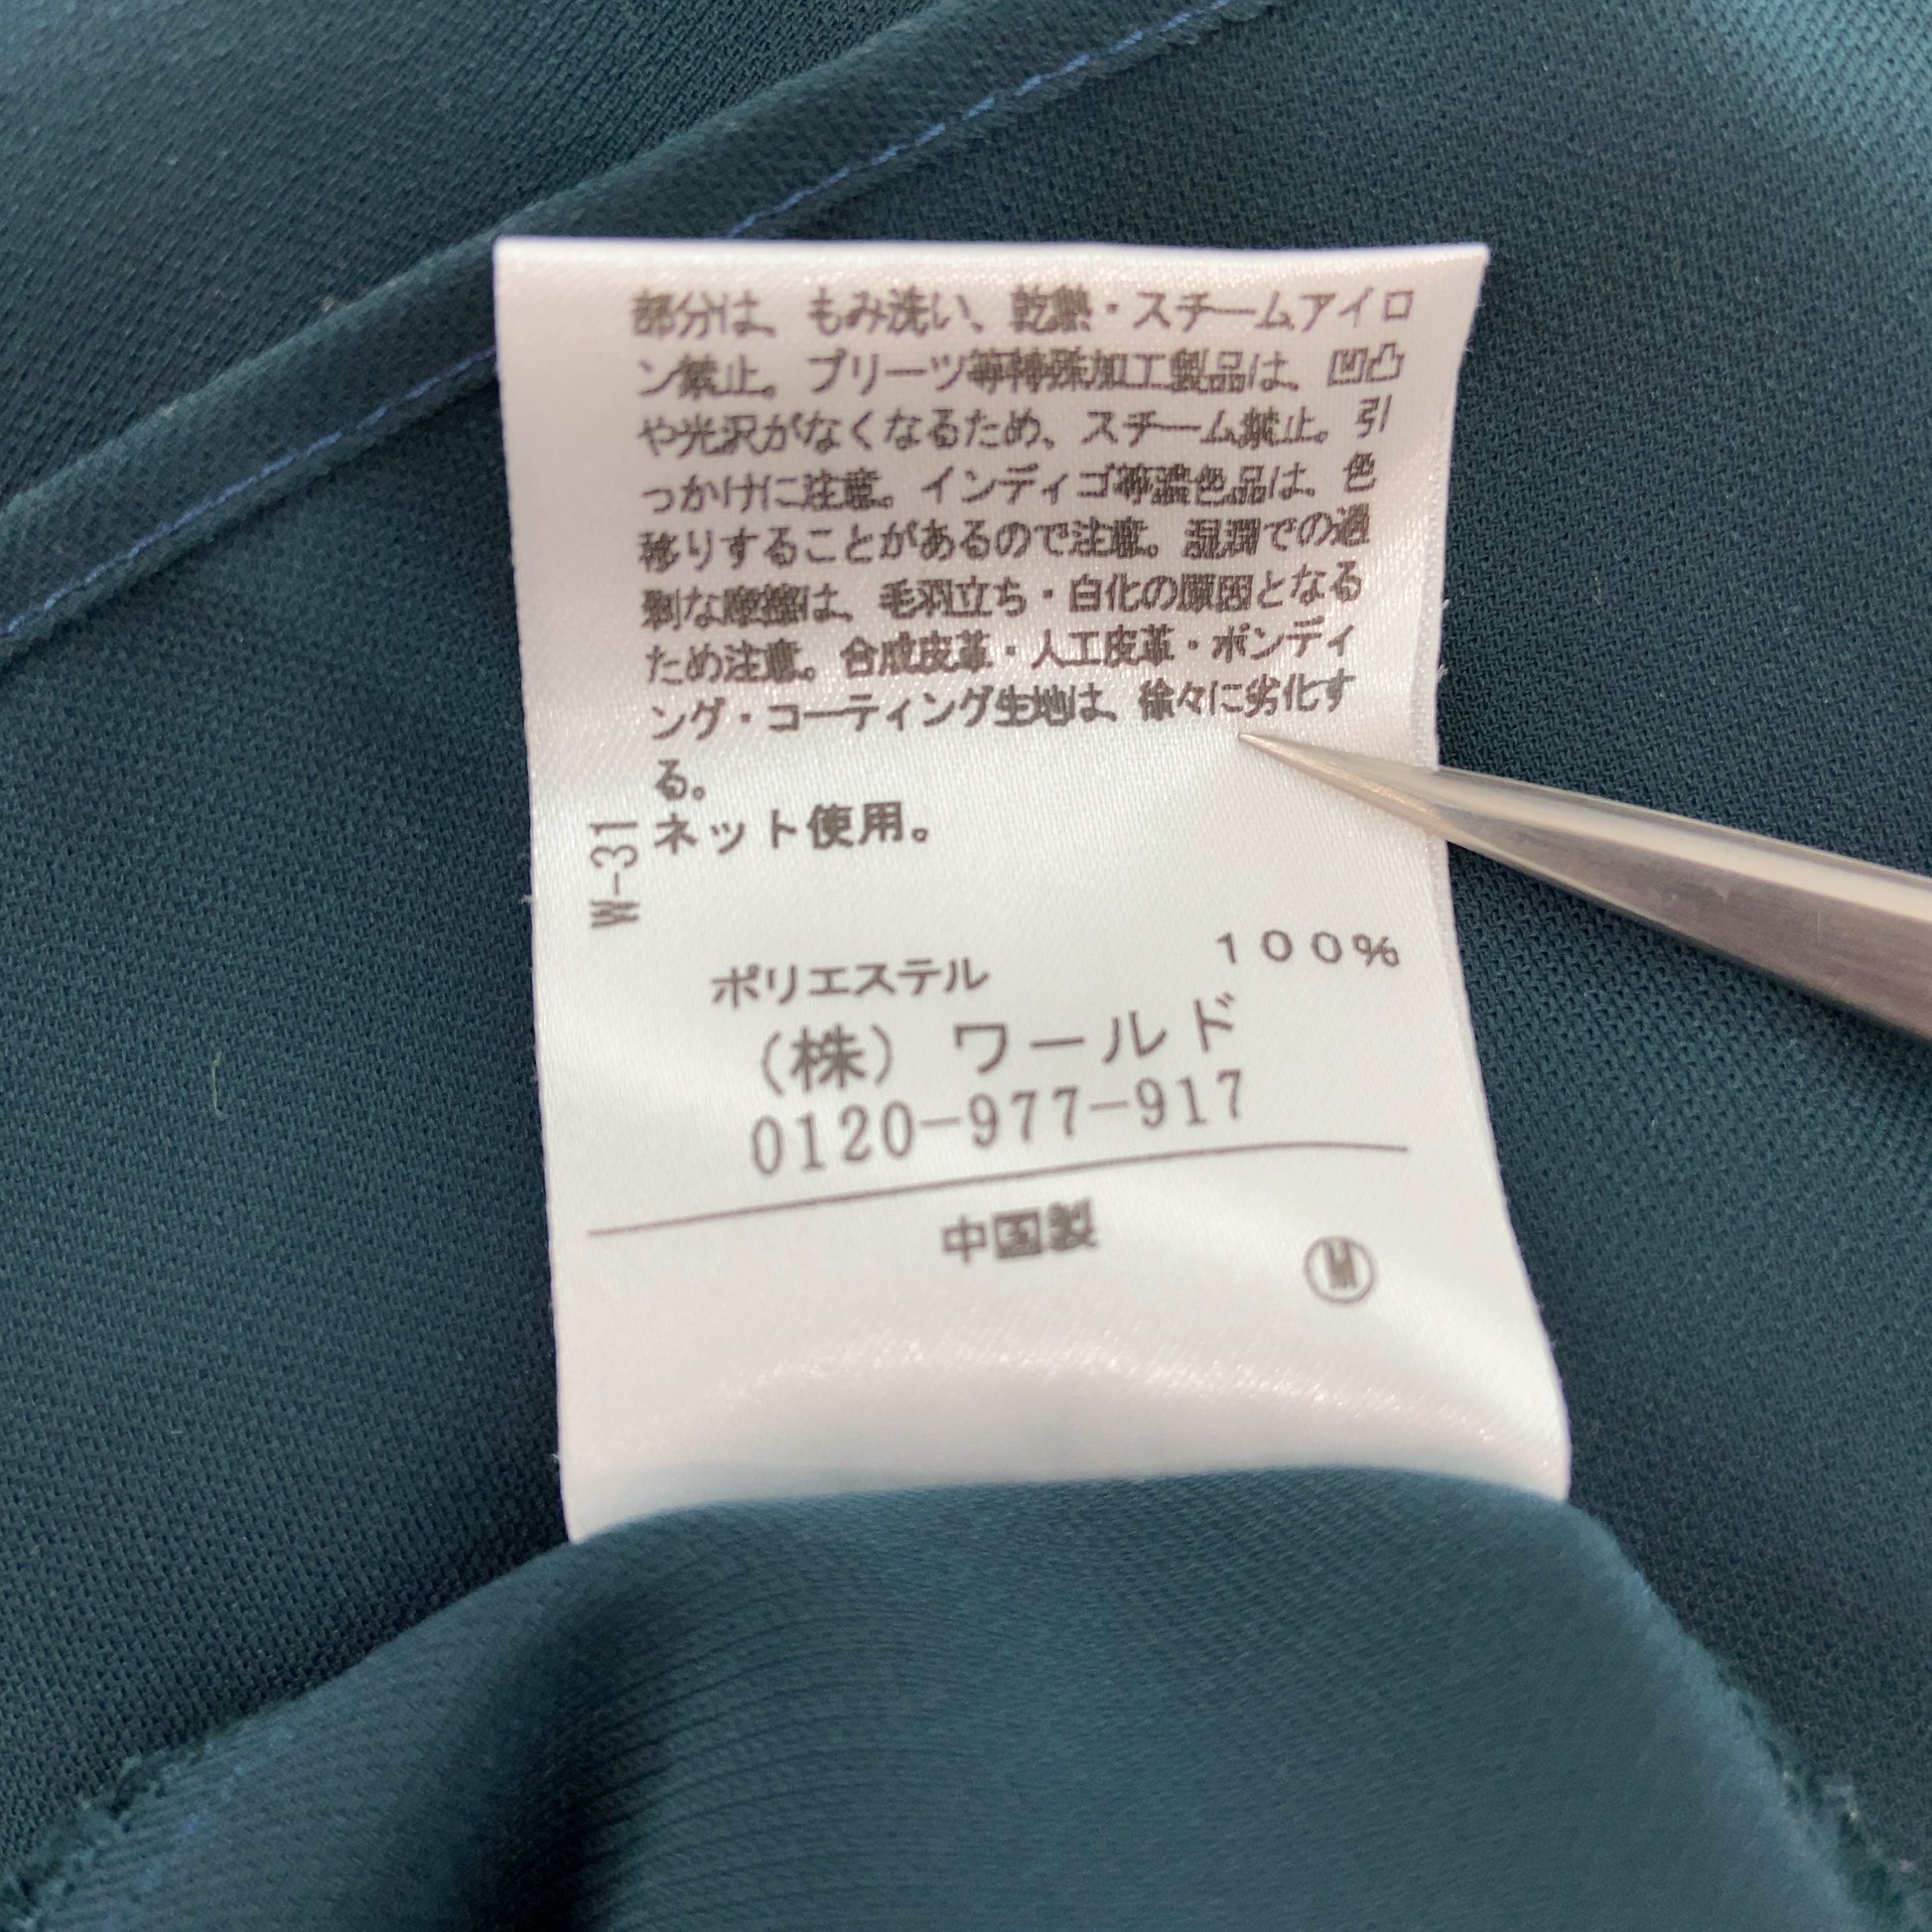 部分は、もみ洗い、乾熱・スチームアイロ
ン禁止。プリーツ等特殊加工製品は、凹凸
や光沢がなくなるため、スチーム禁止。引
っかけに注意。インディゴ等濃色品は、色
移りすることがあるので注意。湿潤での過
剰な摩擦は、毛羽立ち・白化の原因となる
ため注意。合成皮革・人工皮革・ボンディ
ング・コーティング生地は、徐々に劣化す
る。
ネット使用。
W-31
ポリエステル 100%
(株) ワールド
0120-977-917
中国製
Ⓜ